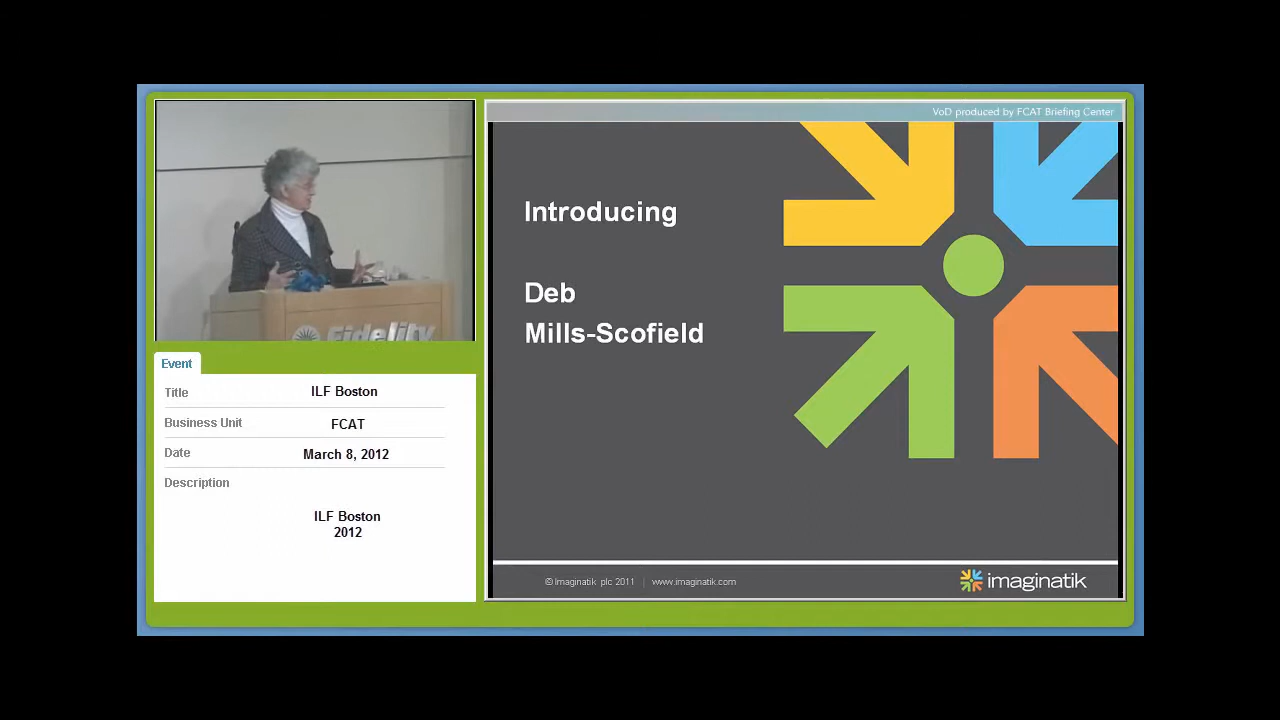 VoD produced by FCAT Briefing Center
Introducing
Deb
Mills-Scofield
Fidelity
Event
Title ILF Boston
Business Unit FCAT
Date March 8, 2012
Description
ILF Boston
2012
© Imaginatik plc 2011 | www.imaginatik.com
imaginatik